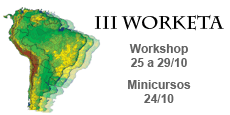 III WORKETA
Workshop
25 a 29/10
Minicursos
24/10